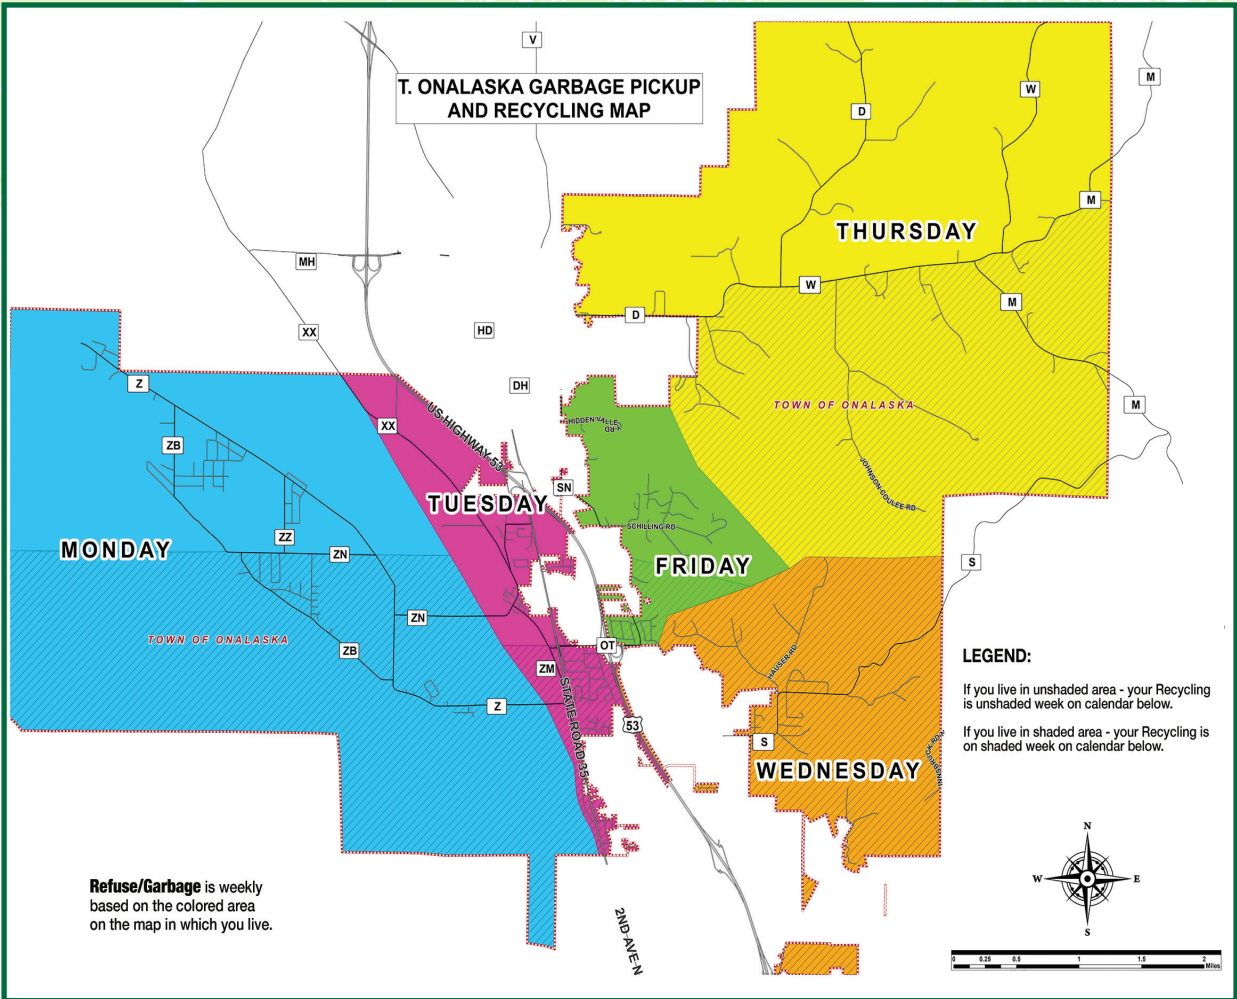 V
T. ONALASKA GARBAGE PICKUP
AND RECYCLING MAP
M
W
D
M
THURSDAY
MH
W
M
D
XX
HD
Z
DH
M
TOWN OF ONALASKA
XX
US HIGHWAY 53
HIDDEN VALLE
RD
ZB
JOHNSON COULEE RD
SN
TUESDAY
SCHILLING RD
ZZ
MONDAY
ZN
FRIDAY
S
ZN
TOWN OF ONALASKA
OT
ZB
HAUSER RD
ZM
LEGEND:
If you live in unshaded area - your Recycling
is unshaded week on calendar below.
If you live in shaded area - your Recycling is
on shaded week on calendar below.
Z
STATE ROAD 35
53
S
WEDNESDAY
N
W
E
S
Refuse/Garbage is weekly
based on the colored area
on the map in which you live.
2ND AVE N
0 0.25 0.5 1 1.5 2
Miles